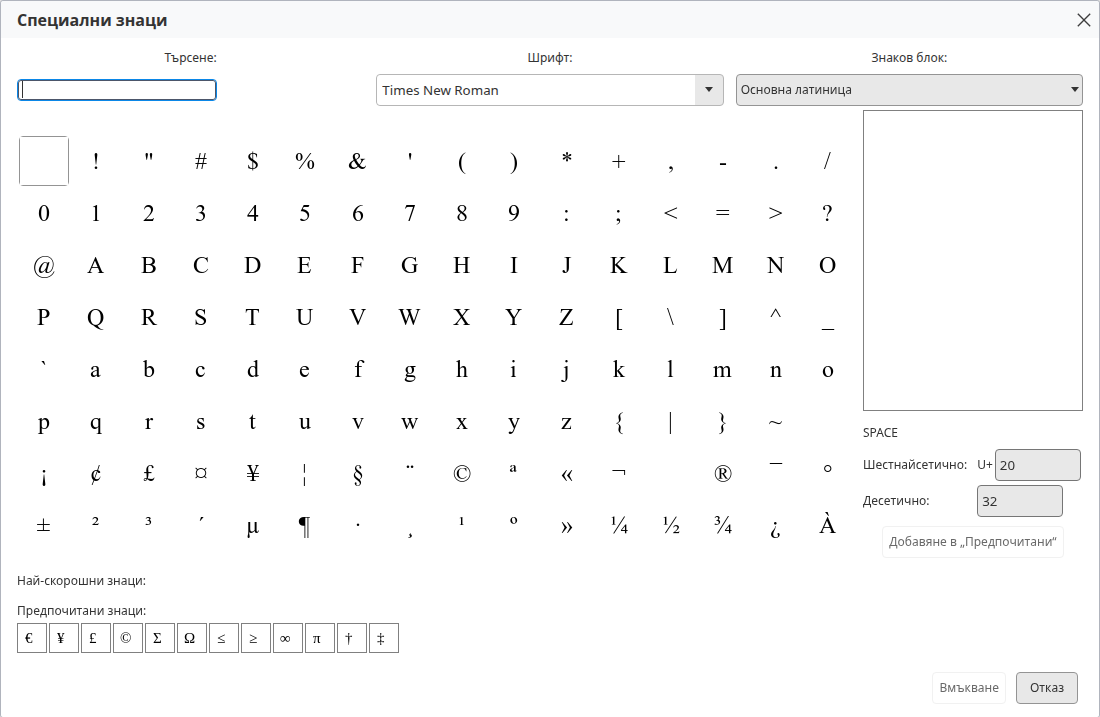 Специални знаци
Търсене: Шрифт: Знаков блок:
Times New Roman Основна латиница
! " # $ % & ' ( ) * + , - . /
0 1 2 3 4 5 6 7 8 9 : ; < = > ?
@ A B C D E F G H I J K L M N O
P Q R S T U V W X Y Z [ \ ] ^ _
` a b c d e f g h i j k l m n o
p q r s t u v w x y z { | } ~
¡ ¢ £ ¤ ¥ ¦ § ¨ © ª « ¬ ® ¯ °
± ² ³ ´ µ ¶ · ¸ ¹ º » ¼ ½ ¾ ¿ À
SPACE
Шестнайсетично: U+ 20
Десетично: 32
Добавяне в „Предпочитани“
Най-скорошни знаци:
Предпочитани знаци:
€ ¥ £ © Σ Ω ≤ ≥ ∞ π † ‡
Вмъкване Отказ